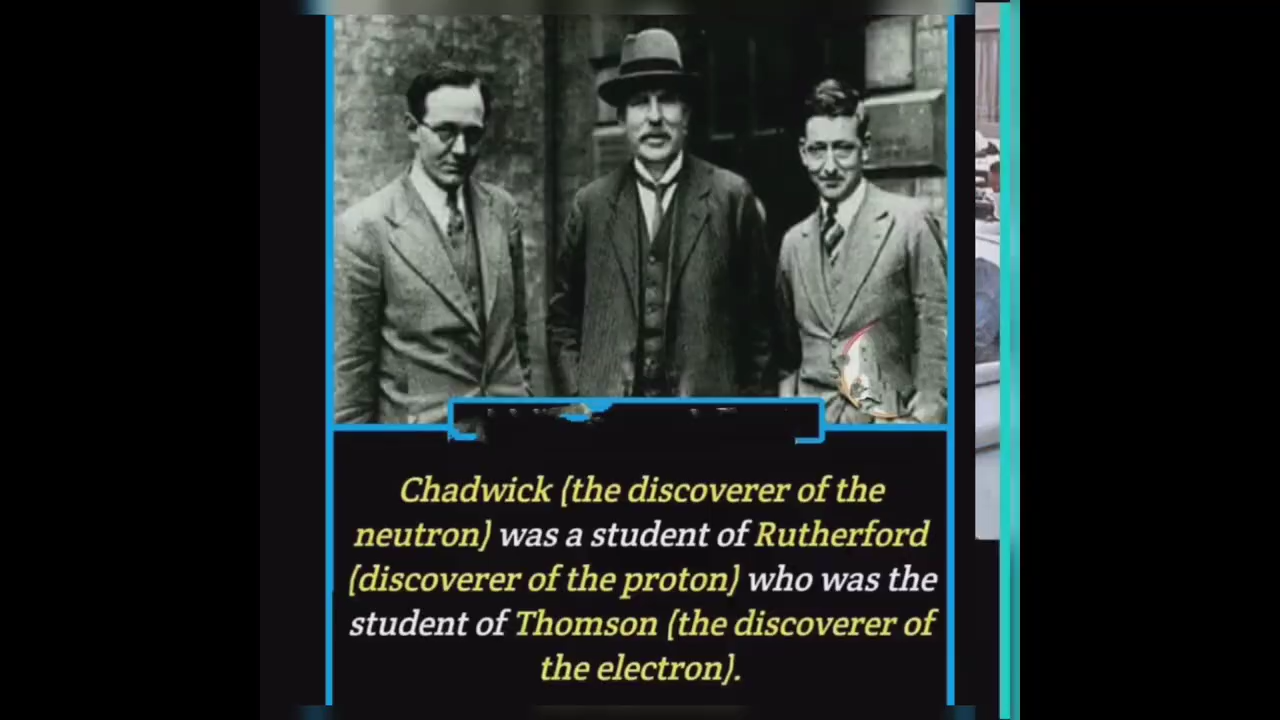 Chadwick (the discoverer of the
neutron) was a student of Rutherford
(discoverer of the proton) who was the
student of Thomson (the discoverer of
the electron).